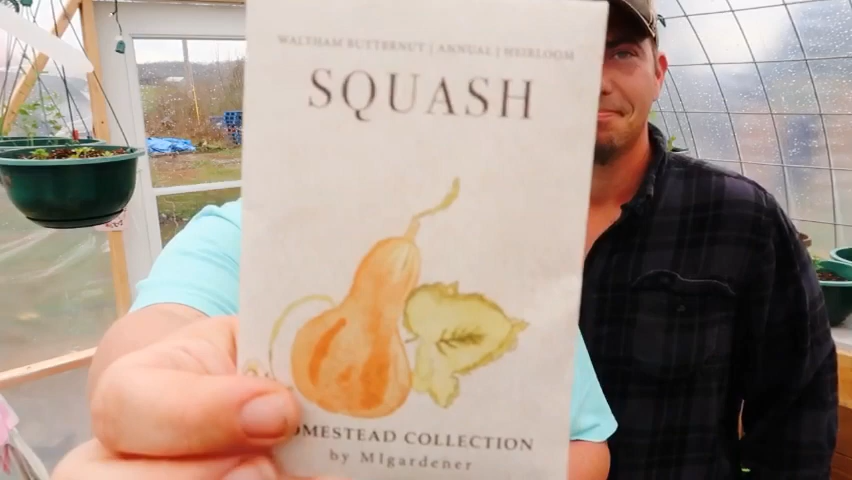 WALTHAM BUTTERNUT | ANNUAL | HEIRLOOM
SQUASH
OMESTEAD COLLECTION
by MIgardener